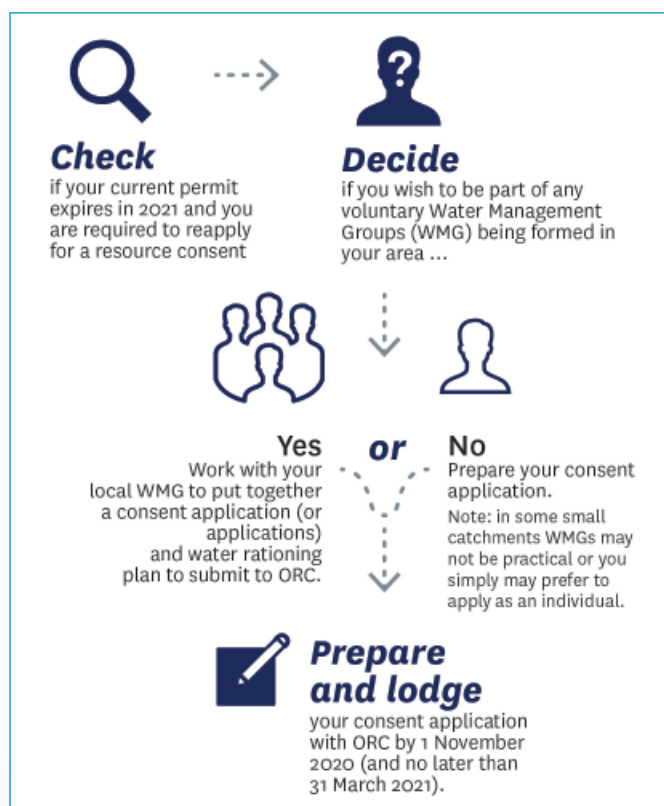 ?
Check
if your current permit
expires in 2021 and you
are required to reapply
for a resource consent
Decide
if you wish to be part of any
voluntary Water Management
Groups (WMG) being formed in
your area ...
Yes
Work with your
local WMG to put together
a consent application (or
applications)
and water rationing
plan to submit to ORC.
or
No
Prepare your consent
application.
Note: in some small
catchments WMGs may
not be practical or you
simply may prefer to
apply as an individual.
Prepare
and lodge
your consent application
with ORC by 1 November
2020 (and no later than
31 March 2021).